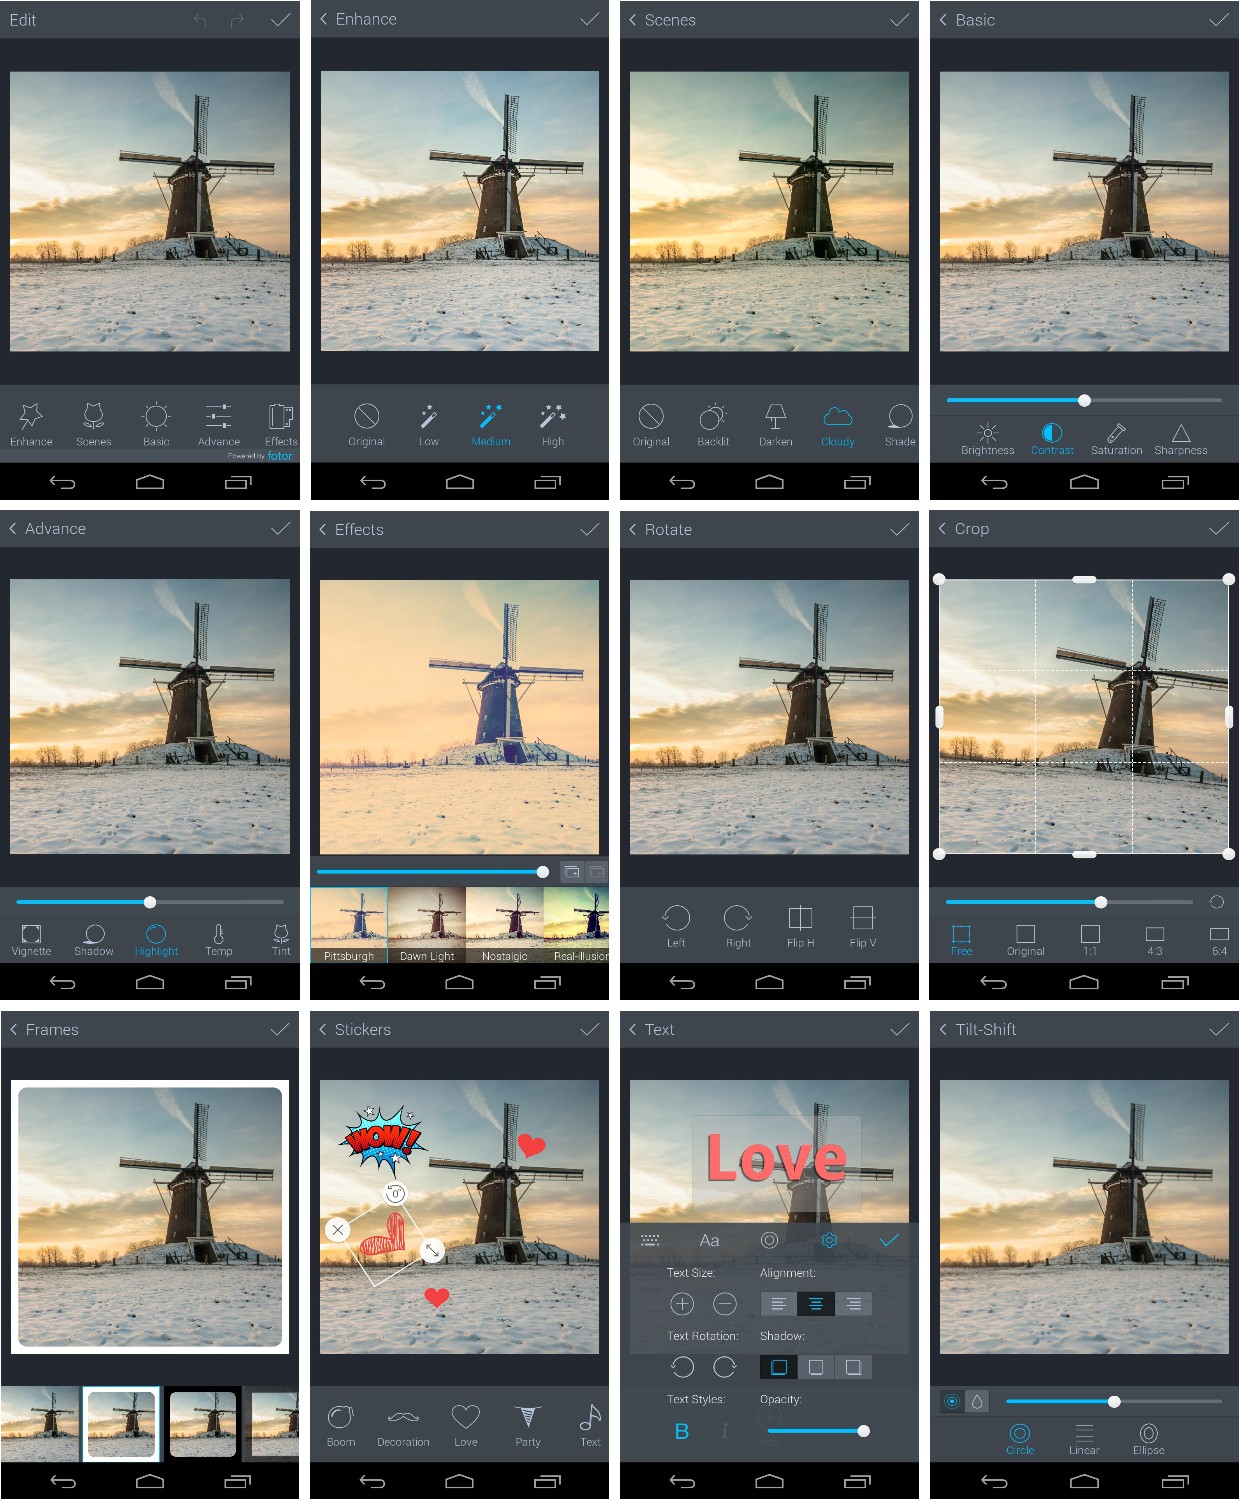 Edit
Enhance Scenes Basic Advance Effects
Powered by fotor
Enhance
Original Low Medium High
Scenes
Original Backlit Darken Cloudy Shade
Basic
Brightness Contrast Saturation Sharpness
Advance
Vignette Shadow Highlight Temp Tint
Effects
Pittsburgh Dawn Light Nostalgic Real-illusion
Rotate
Left Right Flip H Flip V
Crop
Free Original 1:1 4:3 6:4
Frames
Stickers
WOW!
0°
Boom Decoration Love Party Text
Text
Love
Aa
Text Size: Alignment:
Text Rotation: Shadow:
Text Styles: Opacity:
B I
Tilt-Shift
Circle Linear Ellipse